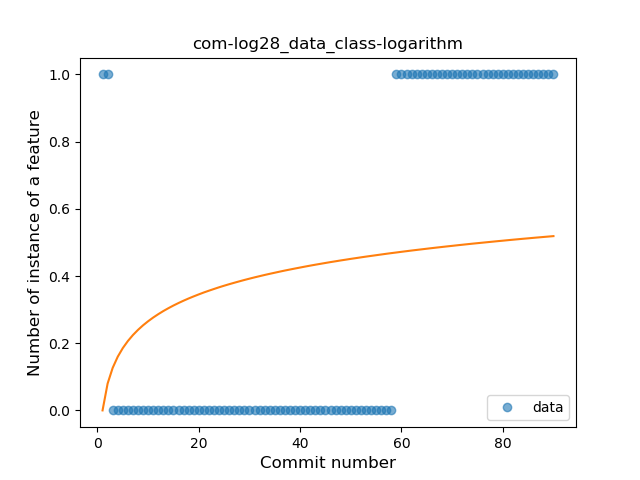 com-log28_data_class-logarithm
Number of instance of a feature
1.0
0.8
0.6
0.4
0.2
0.0
data
0 20 40 60 80
Commit number